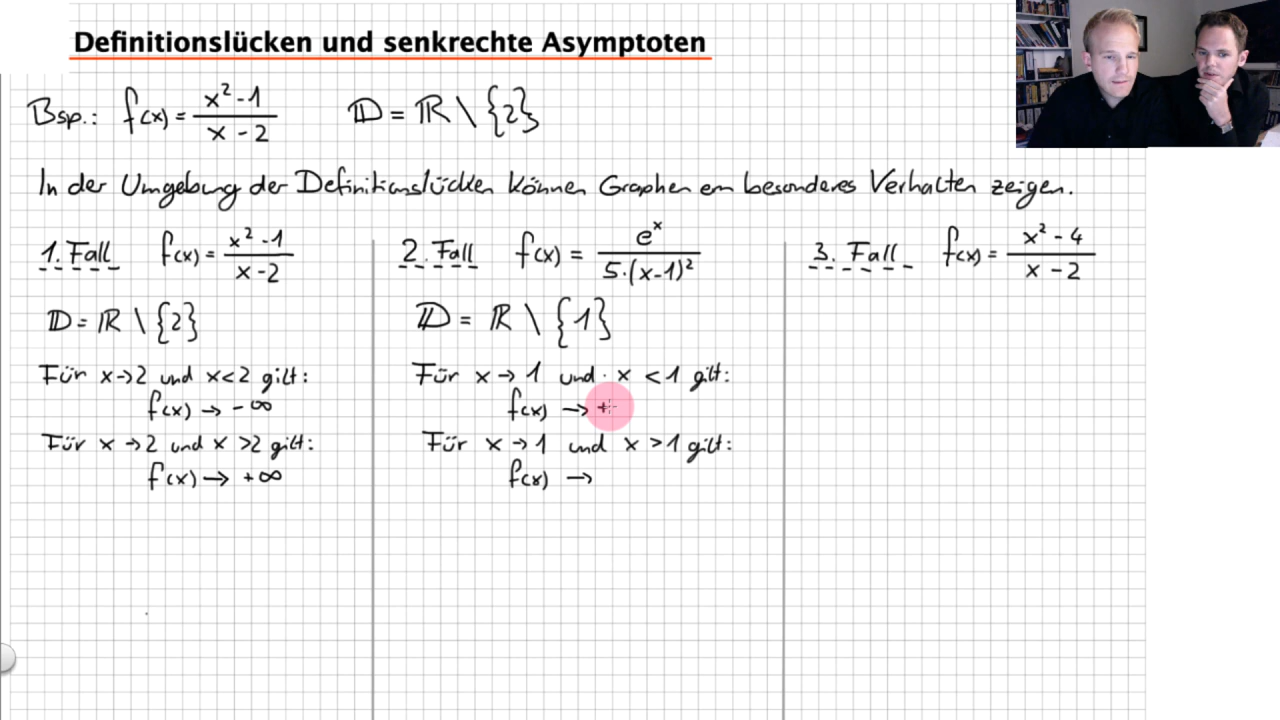 Definitionslücken und senkrechte Asymptoten
Bsp.: f(x) = (x² - 1)/(x - 2) 𝔻 = ℝ \ {2}
In der Umgebung der Definitionslücken können Graphen ein besonderes Verhalten zeigen.
1. Fall f(x) = (x² - 1)/(x - 2)
𝔻 = ℝ \ {2}
Für x → 2 und x < 2 gilt:
f(x) → - ∞
Für x → 2 und x > 2 gilt:
f(x) → + ∞
2. Fall f(x) = eˣ/(5·(x-1)²)
𝔻 = ℝ \ {1}
Für x → 1 und x < 1 gilt:
f(x) → +
Für x → 1 und x > 1 gilt:
f(x) →
3. Fall f(x) = (x² - 4)/(x - 2)